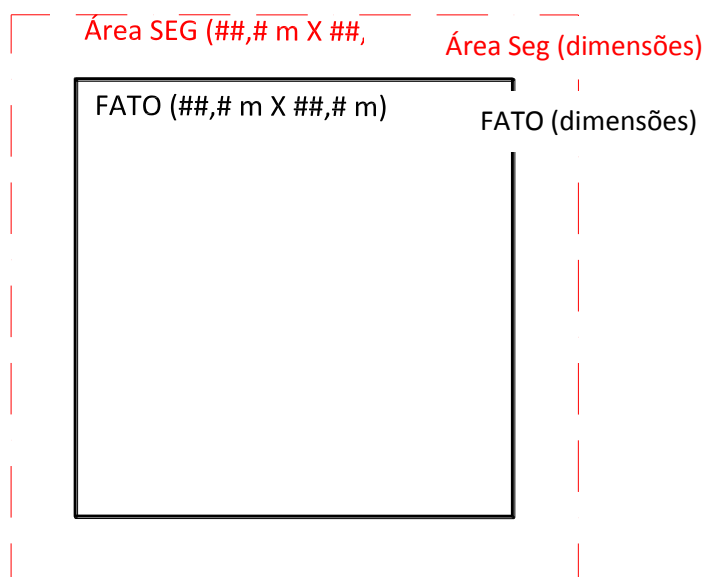 Área SEG (##,# m X ##,
Área Seg (dimensões)
FATO (##,# m X ##,# m)
FATO (dimensões)